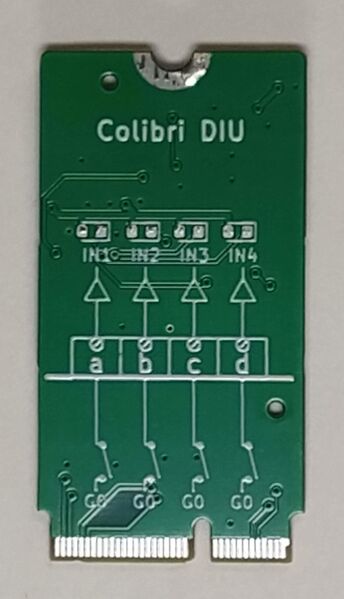 Colibri DIU
IN1 IN2 IN3 IN4
a b c d
G0 G0 G0 G0